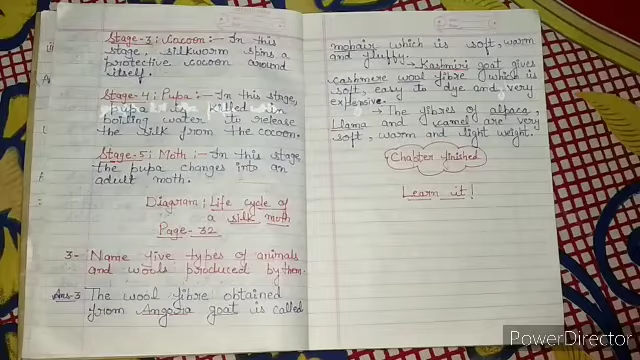 Stage-3: Cocoon:- In this
stage, silkworm spins a
protective cocoon around
itself.
Stage-4: Pupa:- In this stage,
pupa is killed in
boiling water to release
the silk from the cocoon.
Stage-5: Moth:- In this stage
the pupa changes into an
adult moth.
Diagram: Life cycle of
a silk moth
Page-32
3- Name five types of animals
and wools produced by them.
Ans-3 The wool fibre obtained
from Angora goat is called
mohair which is soft, warm
and fluffy.
→ Kashmiri goat gives
cashmere wool fibre which is
soft, easy to dye and very
expensive.
→ The fibres of alpaca,
Llama and camel are very
soft, warm and light weight.
Chapter finished
Learn it!
PowerDirector